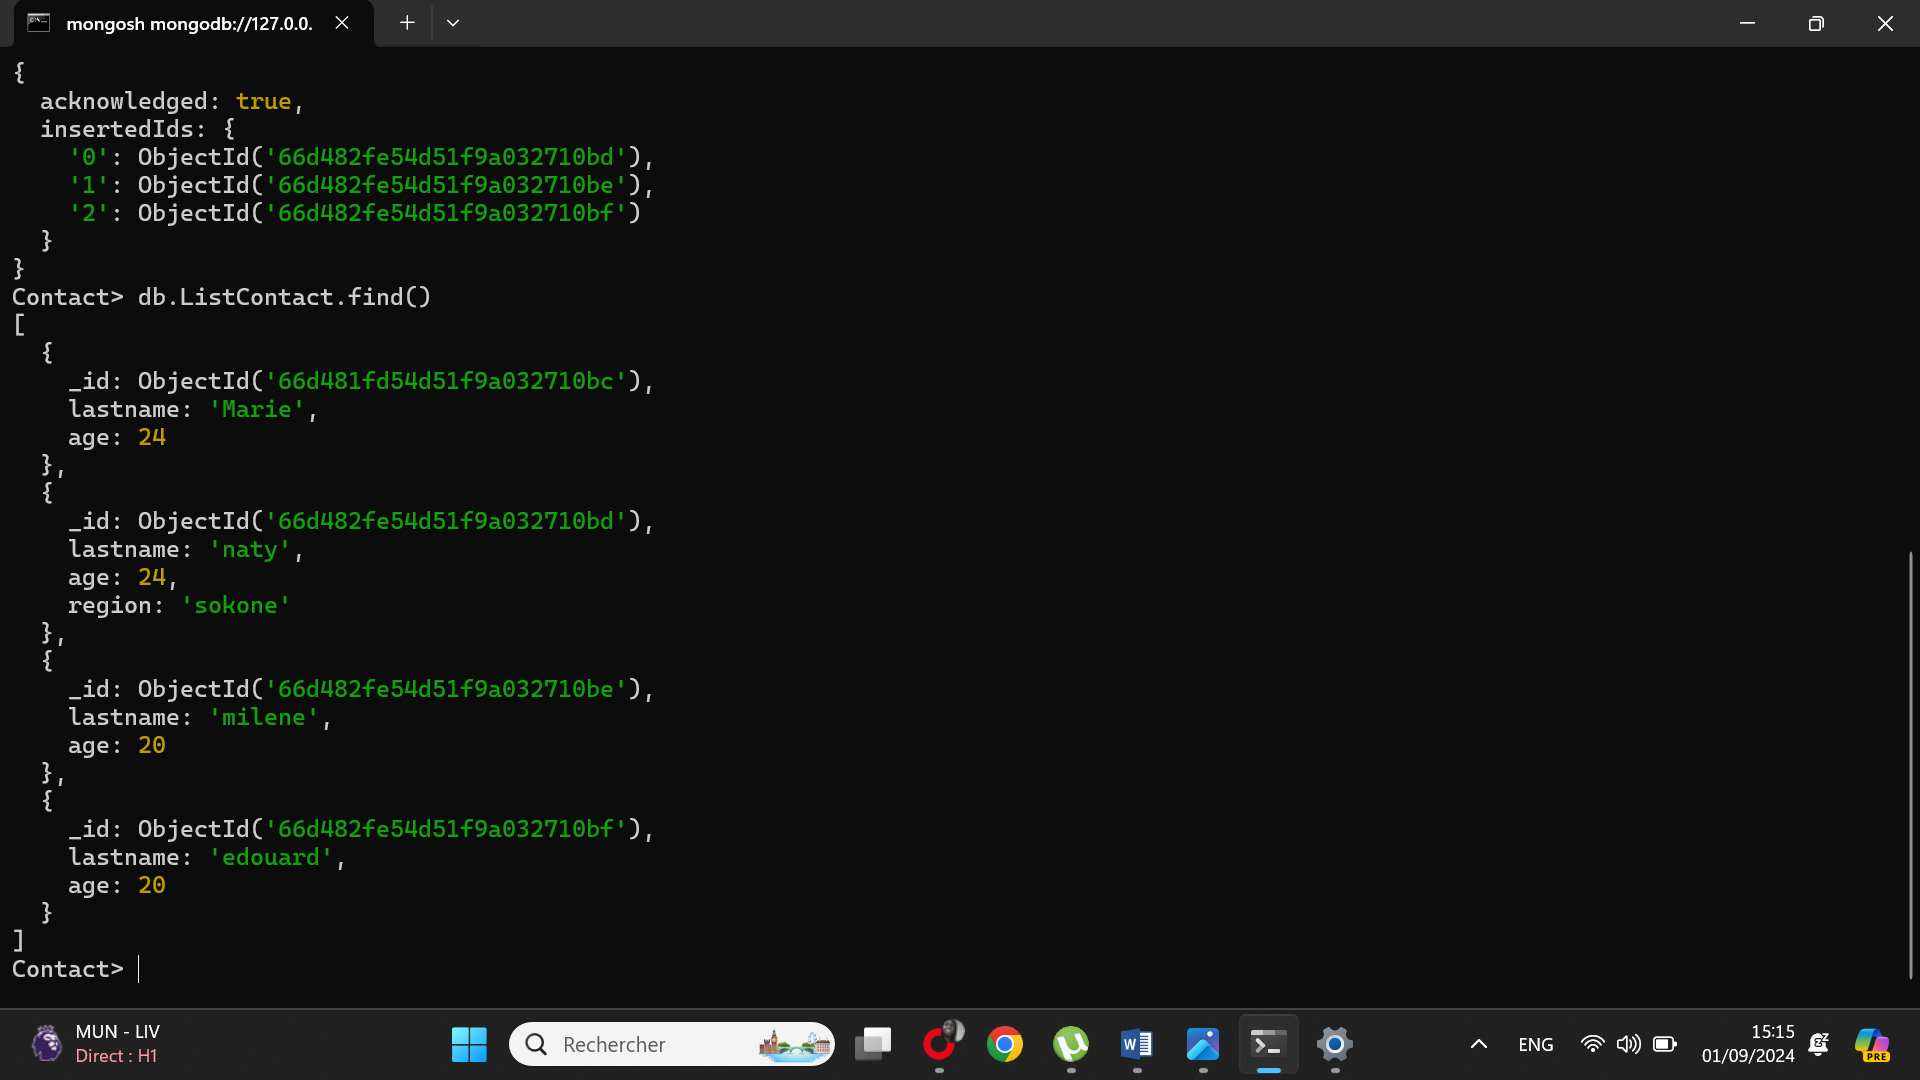 mongosh mongodb://127.0.0.
{
  acknowledged: true,
  insertedIds: {
    '0': ObjectId('66d482fe54d51f9a032710bd'),
    '1': ObjectId('66d482fe54d51f9a032710be'),
    '2': ObjectId('66d482fe54d51f9a032710bf')
  }
}
Contact> db.ListContact.find()
[
  {
    _id: ObjectId('66d481fd54d51f9a032710bc'),
    lastname: 'Marie',
    age: 24
  },
  {
    _id: ObjectId('66d482fe54d51f9a032710bd'),
    lastname: 'naty',
    age: 24,
    region: 'sokone'
  },
  {
    _id: ObjectId('66d482fe54d51f9a032710be'),
    lastname: 'milene',
    age: 20
  },
  {
    _id: ObjectId('66d482fe54d51f9a032710bf'),
    lastname: 'edouard',
    age: 20
  }
]
Contact>
MUN - LIV
Direct : H1
Rechercher
W
ENG
15:15
01/09/2024
PRE